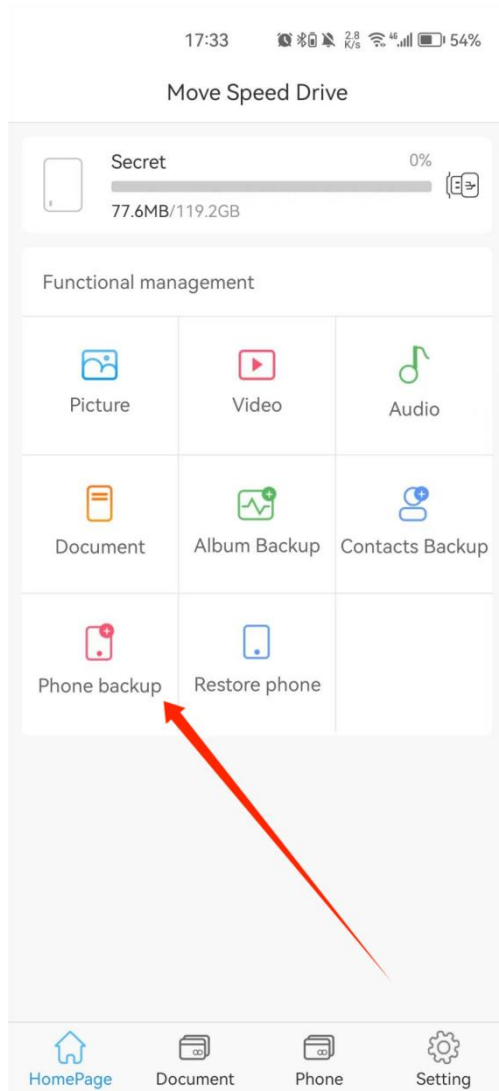 17:33 2.8 K/s 46 54%
Move Speed Drive
Secret 0%
77.6MB/119.2GB
Functional management
Picture Video Audio
Document Album Backup Contacts Backup
Phone backup Restore phone
HomePage Document Phone Setting